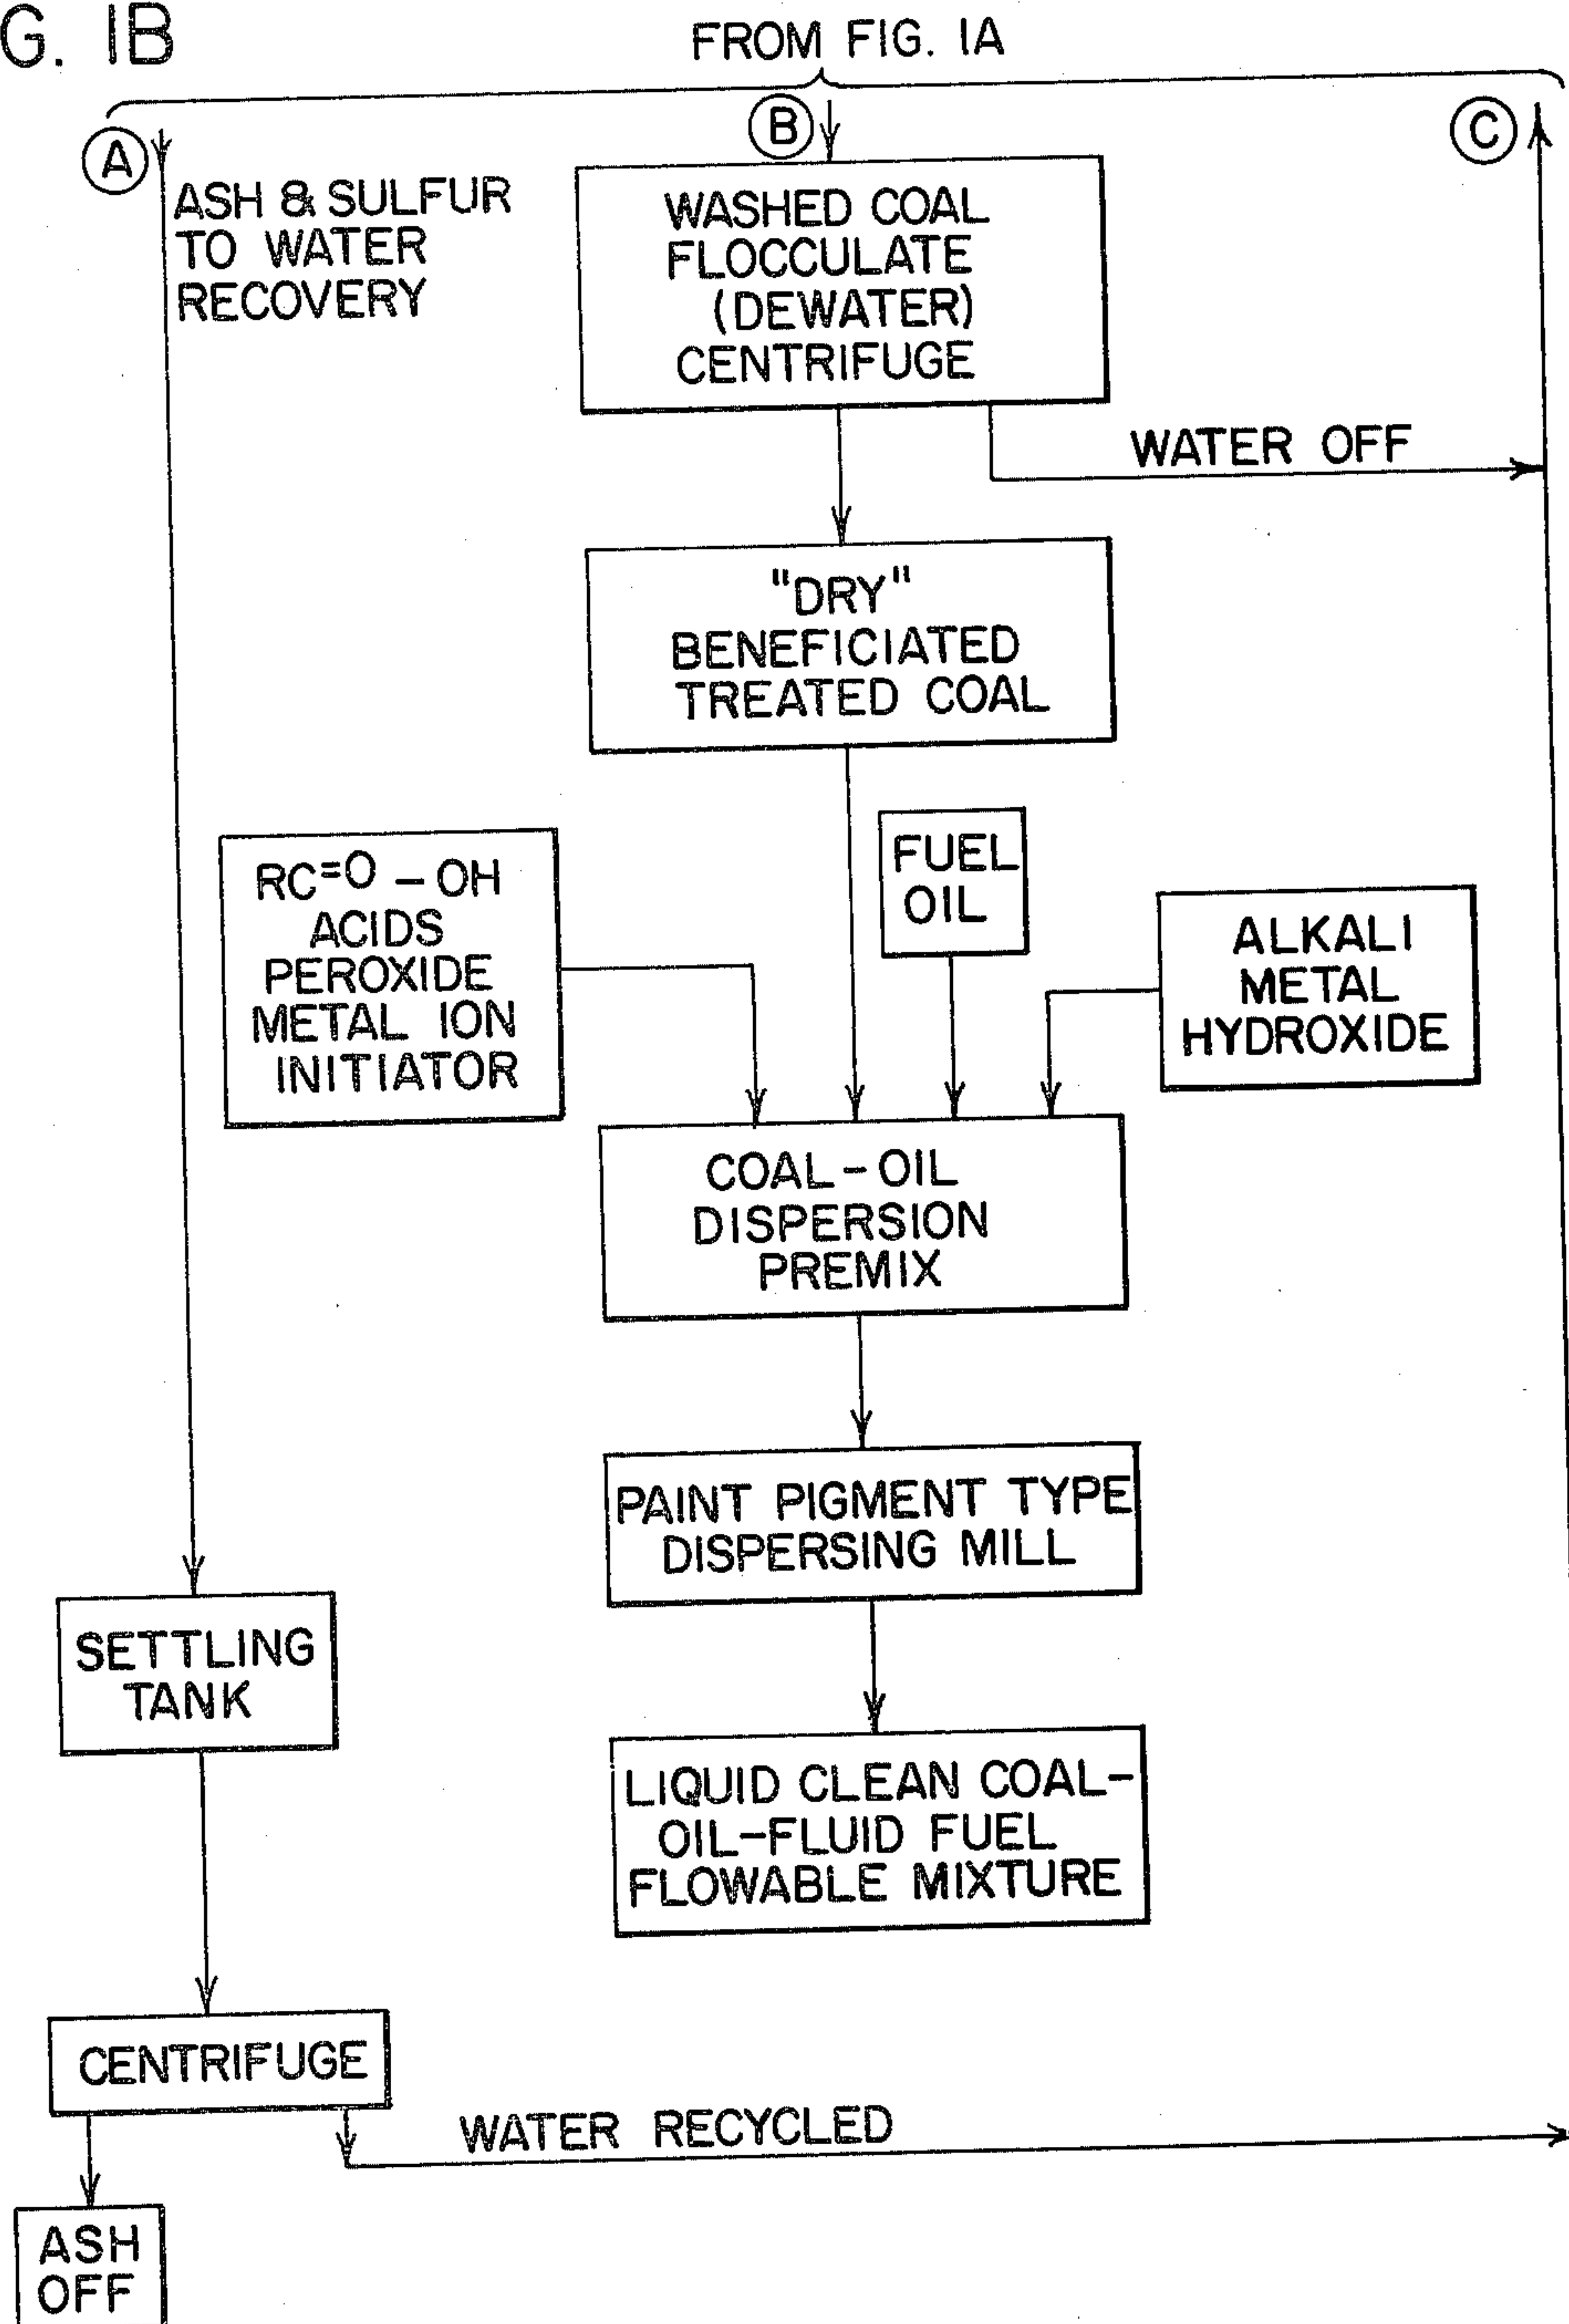 G. 1B
FROM FIG. 1A
A
B
C
ASH & SULFUR
TO WATER
RECOVERY
WASHED COAL
FLOCCULATE
(DEWATER)
CENTRIFUGE
WATER OFF
"DRY"
BENEFICIATED
TREATED COAL
RC=O – OH
ACIDS
PEROXIDE
METAL ION
INITIATOR
FUEL
OIL
ALKALI
METAL
HYDROXIDE
COAL–OIL
DISPERSION
PREMIX
PAINT PIGMENT TYPE
DISPERSING MILL
SETTLING
TANK
LIQUID CLEAN COAL–
OIL–FLUID FUEL
FLOWABLE MIXTURE
CENTRIFUGE
WATER RECYCLED
ASH
OFF